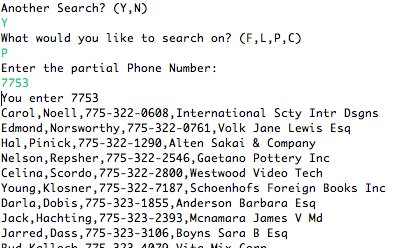 Another Search? (Y,N)
Y
What would you like to search on? (F,L,P,C)
P
Enter the partial Phone Number:
7753
You enter 7753
Carol,Noell,775-322-0608,International Scty Intr Dsgns
Edmond,Norsworthy,775-322-0761,Volk Jane Lewis Esq
Hal,Pinick,775-322-1290,Alten Sakai & Company
Nelson,Repsher,775-322-2546,Gaetano Pottery Inc
Celina,Scordo,775-322-2800,Westwood Video Tech
Young,Klosner,775-322-7187,Schoenhofs Foreign Books Inc
Darla,Dobis,775-323-1855,Anderson Barbara Esq
Jack,Hachting,775-323-2393,Mcnamara James V Md
Jarred,Dass,775-323-3106,Boyns Sara B Esq
Bud,Kalloch,775-323-4079,Vita Mix Corp